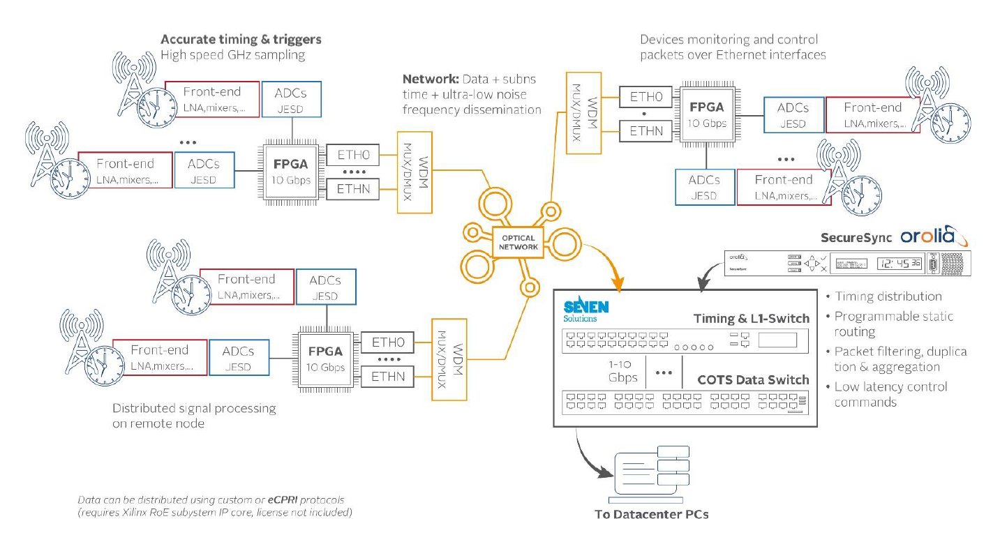 Accurate timing & triggers
High speed GHz sampling
Front-end
LNA,mixers,...
ADCs
JESD
...
Front-end
LNA,mixers,...
ADCs
JESD
FPGA
10 Gbps
ETH0
....
ETHN
WDM
MUX/DMUX
Network: Data + subns
time + ultra-low noise
frequency dissemination
Devices monitoring and control
packets over Ethernet interfaces
WDM
MUX/DMUX
ETH0
.
ETHN
FPGA
10 Gbps
ADCs
JESD
Front-end
LNA,mixers,...
...
ADCs
JESD
Front-end
LNA,mixers,...
OPTICAL
NETWORK
Front-end
LNA,mixers,...
ADCs
JESD
Front-end
LNA,mixers,...
ADCs
JESD
FPGA
10 Gbps
ETH0
....
ETHN
WDM
MUX/DMUX
Distributed signal processing
on remote node
SecureSync orolia
orolia
SecureSync
12:45 36
SEVEN
Solutions
Timing & L1-Switch
1-10
Gbps
...
COTS Data Switch
• Timing distribution
• Programmable static
routing
• Packet filtering, duplica
tion & aggregation
• Low latency control
commands
To Datacenter PCs
Data can be distributed using custom or eCPRI protocols
(requires Xilinx RoE subystem IP core, license not included)